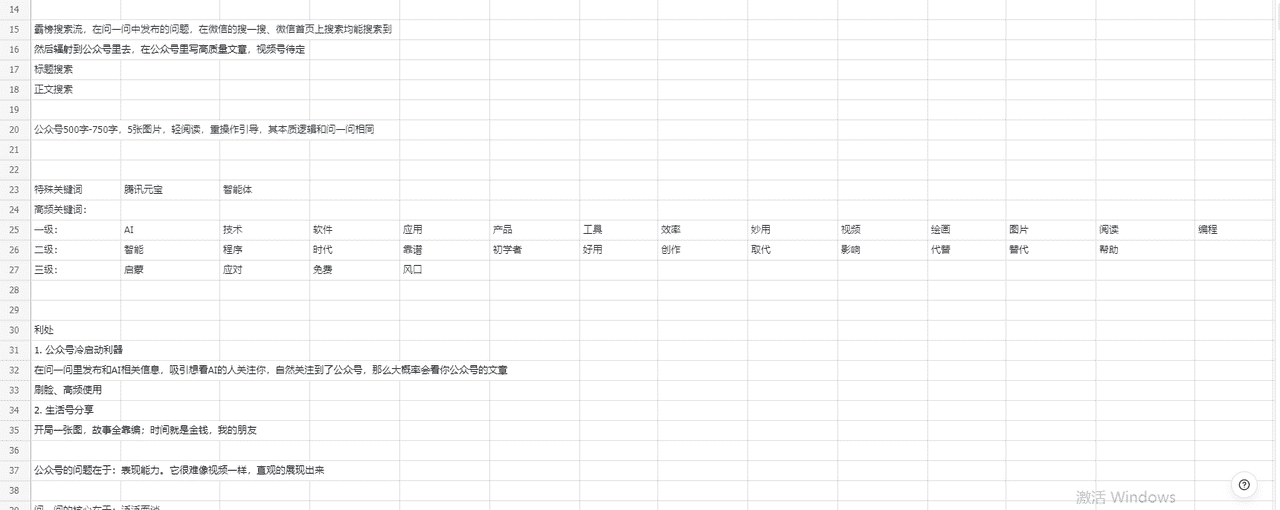 14
15 霸榜搜索流，在问一问中发布的问题，在微信的搜一搜、微信首页上搜索均能搜索到
16 然后辐射到公众号里去，在公众号里写高质量文章，视频号待定
17 标题搜索
18 正文搜索
19
20 公众号500字-750字，5张图片，轻阅读，重操作引导，其本质逻辑和问一问相同
21
22
23 特殊关键词 腾讯元宝 智能体
24 高频关键词：
25 一级： AI 技术 软件 应用 产品 工具 效率 妙用 视频 绘画 图片 阅读 编程
26 二级： 智能 程序 时代 靠谱 初学者 好用 创作 取代 影响 代替 替代 帮助
27 三级： 启蒙 应对 免费 风口
28
29
30 利处
31 1. 公众号冷启动利器
32 在问一问里发布和AI相关信息，吸引想看AI的人关注你，自然关注到了公众号，那么大概率会看你公众号的文章
33 刷脸、高频使用
34 2. 生活号分享
35 开局一张图，故事全靠编；时间就是金钱，我的朋友
36
37 公众号的问题在于：表现能力。它很难像视频一样，直观的展现出来
38
激活 Windows